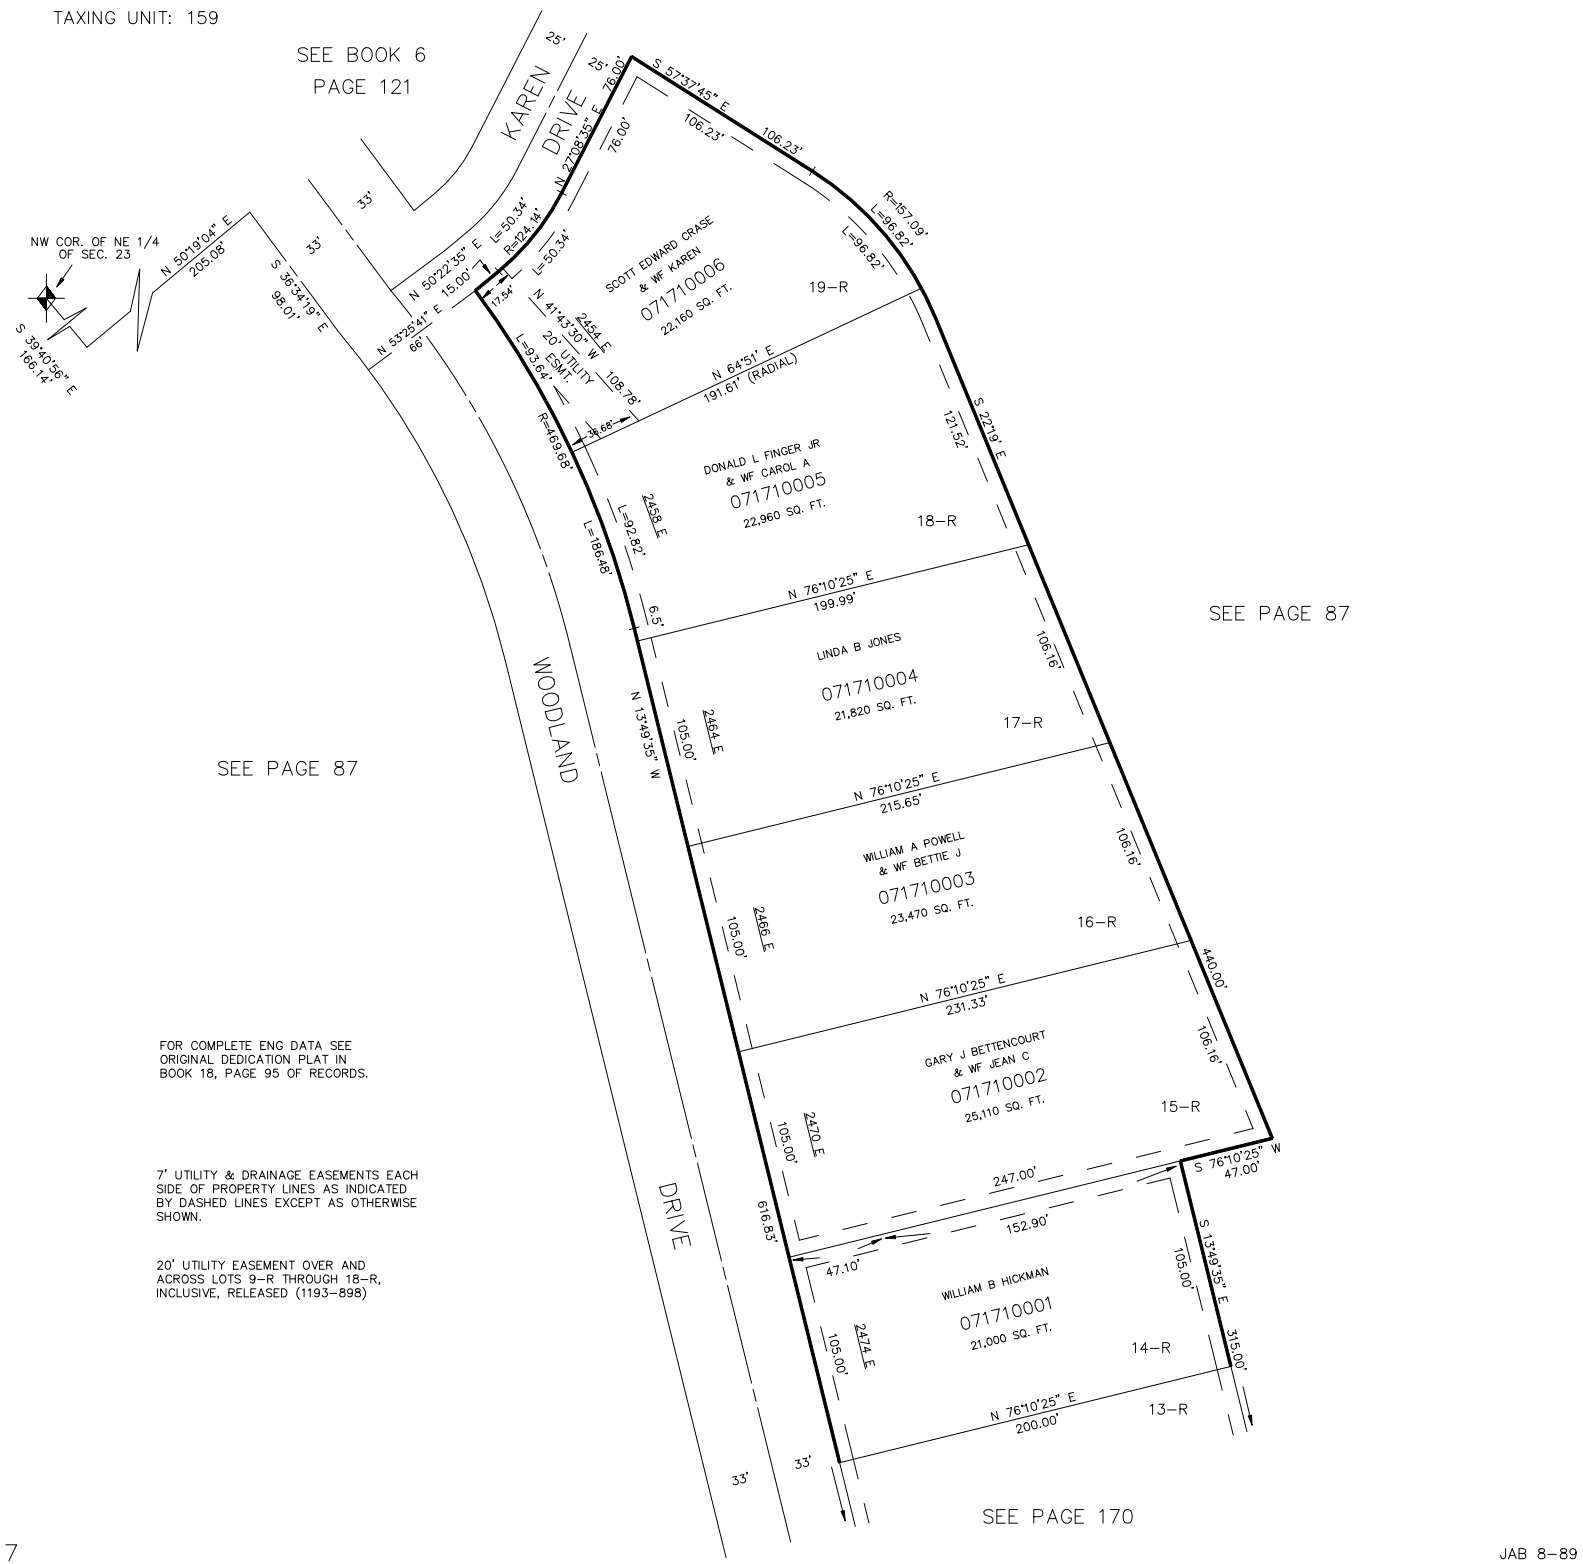 TAXING UNIT: 159
SEE BOOK 6
PAGE 121
25'
25'
KAREN
DRIVE
N 27°08'35" E 76.00'
76.00'
S 57°37'45" E
106.23'
106.23'
33'
33'
NW COR. OF NE 1/4
OF SEC. 23
N 50°19'04" E
205.08'
S 36°34'19" E
98.01'
S 39°40'56" E
166.14'
N 50°22'35" E
15.00'
L=50.34'
R=124.14'
L=50.34'
17.54'
N 53°25'41" E
66'
R=157.09'
L=96.82'
L=96.82'
SCOTT EDWARD CRASE
& WF KAREN
071710006
22,160 SQ. FT.
19-R
2454 E
N 41°43'30" W
108.78'
20' UTILITY
ESMT.
L=93.64'
R=469.68'
36.68'
N 64°51' E
191.61' (RADIAL)
S 22°19' E
121.52'
DONALD L FINGER JR
& WF CAROL A
071710005
22,960 SQ. FT.
18-R
2458 E
L=92.82'
L=186.48'
6.5'
N 76°10'25" E
199.99'
SEE PAGE 87
106.16'
LINDA B JONES
071710004
21,820 SQ. FT.
17-R
WOODLAND
N 13°49'35" W
105.00'
2464 E
SEE PAGE 87
N 76°10'25" E
215.65'
106.16'
WILLIAM A POWELL
& WF BETTIE J
071710003
23,470 SQ. FT.
16-R
105.00'
2466 E
440.00'
N 76°10'25" E
231.33'
106.16'
GARY J BETTENCOURT
& WF JEAN C
071710002
25,110 SQ. FT.
15-R
105.00'
2470 E
FOR COMPLETE ENG DATA SEE
ORIGINAL DEDICATION PLAT IN
BOOK 18, PAGE 95 OF RECORDS.
S 76°10'25" W
47.00'
247.00'
7' UTILITY & DRAINAGE EASEMENTS EACH
SIDE OF PROPERTY LINES AS INDICATED
BY DASHED LINES EXCEPT AS OTHERWISE
SHOWN.
DRIVE
616.83'
152.90'
47.10'
S 13°49'35" E
315.00'
105.00'
20' UTILITY EASEMENT OVER AND
ACROSS LOTS 9-R THROUGH 18-R,
INCLUSIVE, RELEASED (1193-898)
WILLIAM B HICKMAN
071710001
21,000 SQ. FT.
14-R
105.00'
2474 E
N 76°10'25" E
200.00'
13-R
33'
33'
SEE PAGE 170
7
JAB 8-89